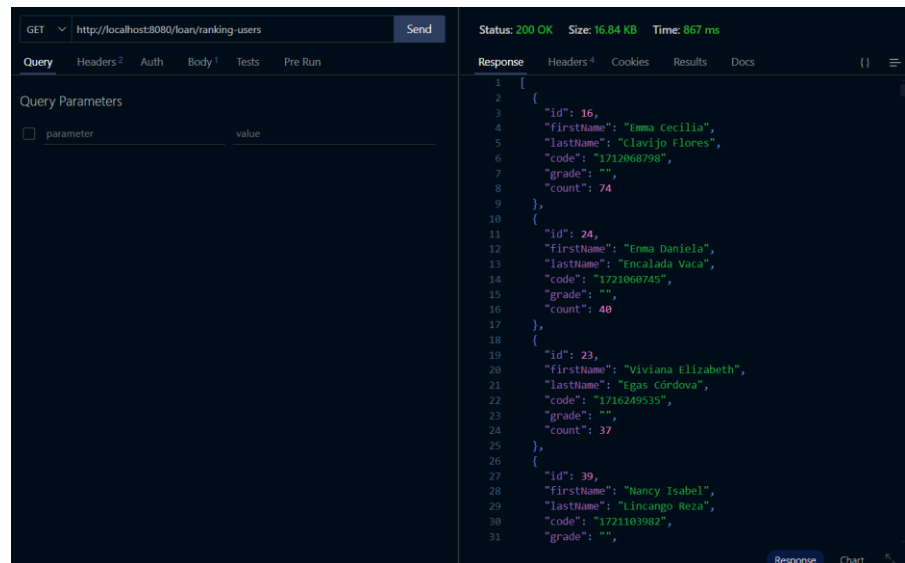 GET http://localhost:8080/loan/ranking-users Send
Query Headers 2 Auth Body 1 Tests Pre Run
Query Parameters
parameter value
Status: 200 OK Size: 16.84 KB Time: 867 ms
Response Headers 4 Cookies Results Docs { }
1 [
2 {
3 "id": 16,
4 "firstName": "Emma Cecilia",
5 "lastName": "Clavijo Flores",
6 "code": "1712068798",
7 "grade": "",
8 "count": 74
9 },
10 {
11 "id": 24,
12 "firstName": "Enma Daniela",
13 "lastName": "Encalada Vaca",
14 "code": "1721060745",
15 "grade": "",
16 "count": 40
17 },
18 {
19 "id": 23,
20 "firstName": "Viviana Elizabeth",
21 "lastName": "Egas Córdova",
22 "code": "1716249535",
23 "grade": "",
24 "count": 37
25 },
26 {
27 "id": 39,
28 "firstName": "Nancy Isabel",
29 "lastName": "Lincango Reza",
30 "code": "1721103982",
31 "grade": "",
Response Chart